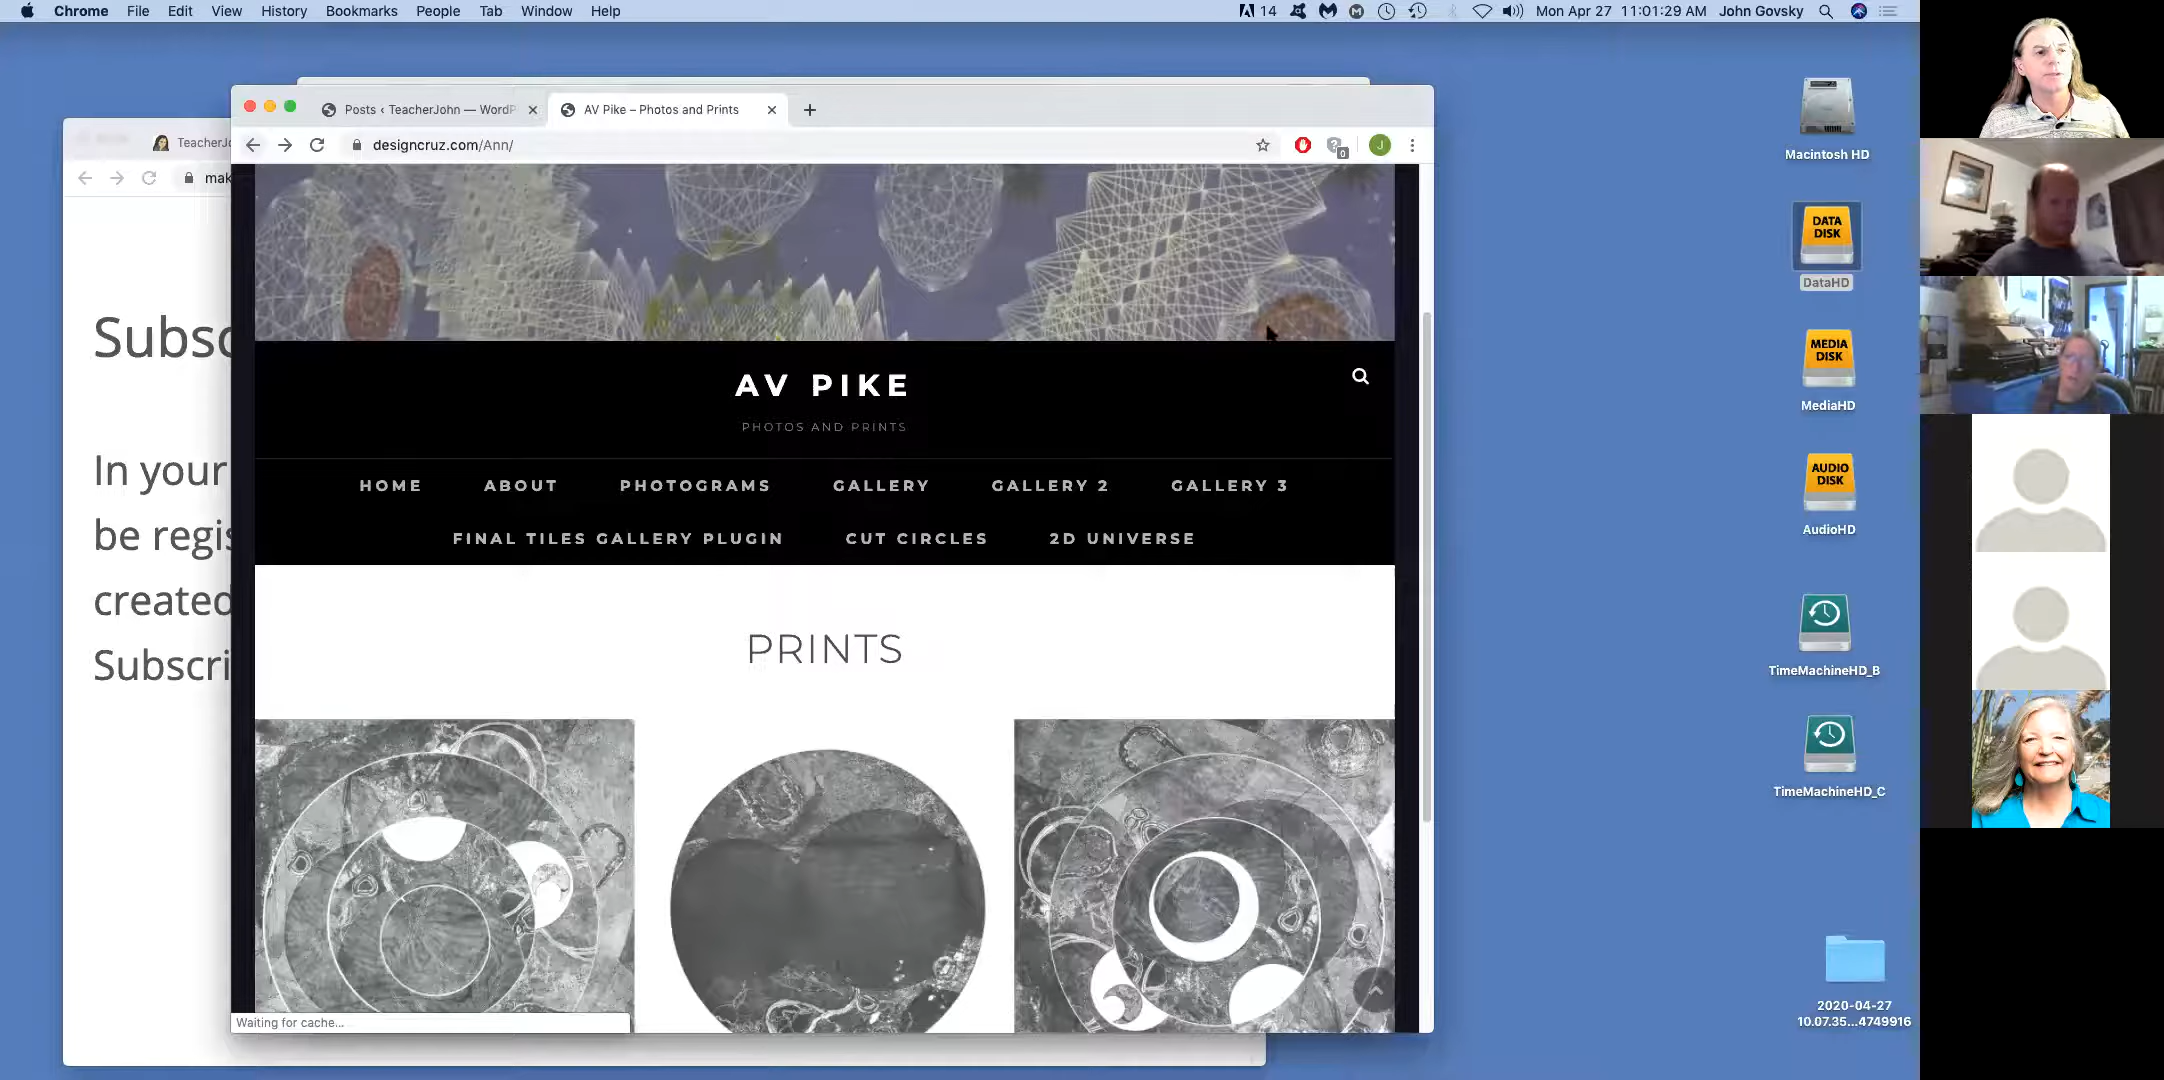 Chrome File Edit View History Bookmarks People Tab Window Help
14 Mon Apr 27 11:01:29 AM John Govsky
Posts ‹ TeacherJohn — WordP
AV Pike – Photos and Prints
designcruz.com/Ann/
0
J
TeacherJo
mak
Subsc
In your
be regis
created
Subscri
AV PIKE
PHOTOS AND PRINTS
HOME ABOUT PHOTOGRAMS GALLERY GALLERY 2 GALLERY 3
FINAL TILES GALLERY PLUGIN CUT CIRCLES 2D UNIVERSE
PRINTS
Waiting for cache...
Macintosh HD
DATA
DISK
DataHD
MEDIA
DISK
MediaHD
AUDIO
DISK
AudioHD
TimeMachineHD_B
TimeMachineHD_C
2020-04-27
10.07.35...4749916